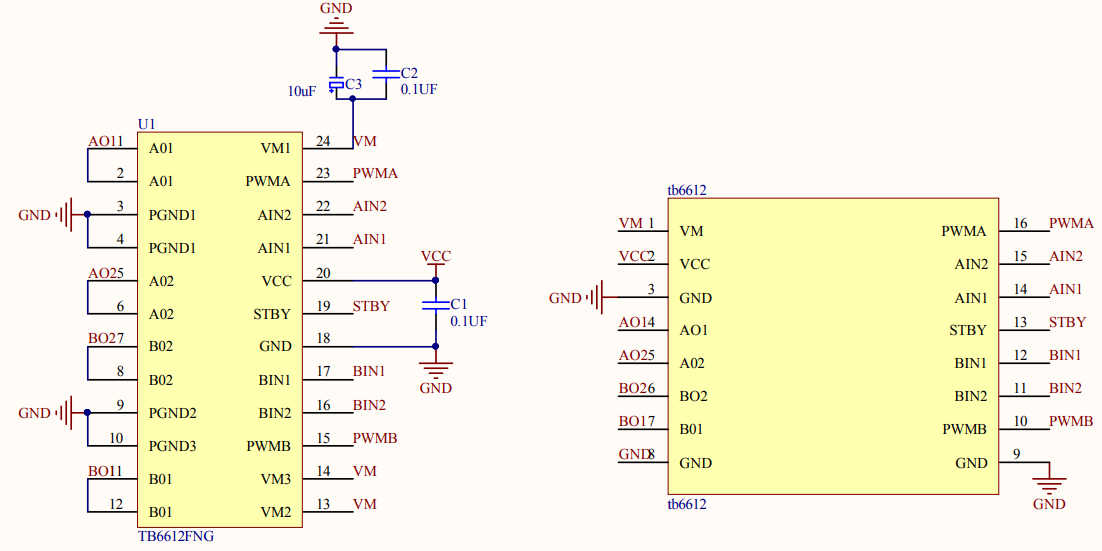 GND
10uF C3 C2
0.1UF
U1
AO11 A01 VM1 24 VM
2 A01 PWMA 23 PWMA
GND 3 PGND1 AIN2 22 AIN2
4 PGND1 AIN1 21 AIN1
VCC
AO25 A02 VCC 20
6 A02 STBY 19 STBY
C1
0.1UF
BO27 B02 GND 18
GND
8 B02 BIN1 17 BIN1
GND 9 PGND2 BIN2 16 BIN2
10 PGND3 PWMB 15 PWMB
BO11 B01 VM3 14 VM
12 B01 VM2 13 VM
TB6612FNG
tb6612
VM 1 VM PWMA 16 PWMA
VCC2 VCC AIN2 15 AIN2
GND 3 GND AIN1 14 AIN1
AO14 AO1 STBY 13 STBY
AO25 A02 BIN1 12 BIN1
BO26 BO2 BIN2 11 BIN2
BO17 B01 PWMB 10 PWMB
GND8 GND GND 9
GND
tb6612